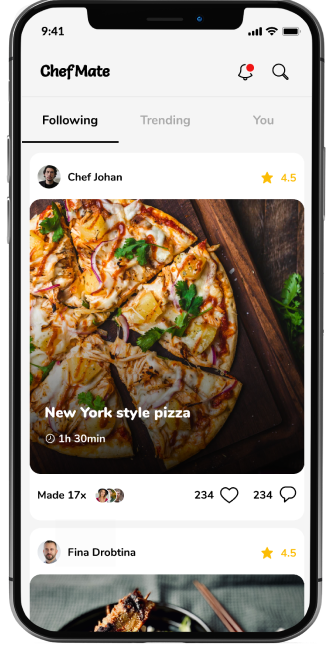 9:41
ChefMate
Following Trending You
Chef Johan 4.5
New York style pizza
1h 30min
Made 17x 234 234
Fina Drobtina 4.5